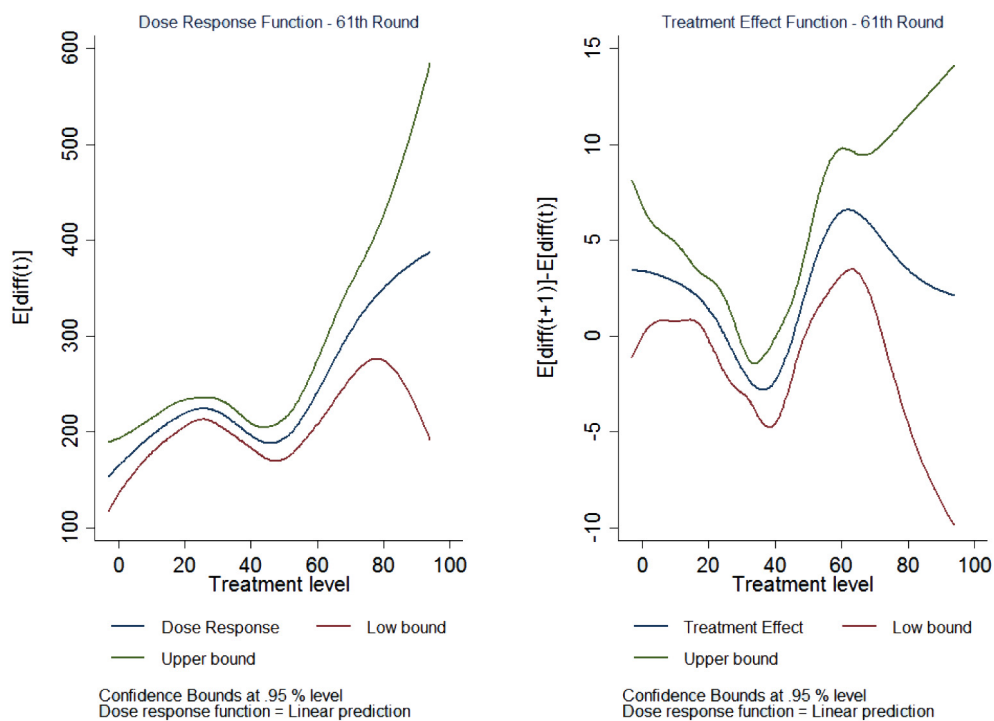 Dose Response Function - 61th Round
600
500
400
300
200
100
E[diff(t)]
0 20 40 60 80 100
Treatment level
Dose Response Low bound
Upper bound
Confidence Bounds at .95 % level
Dose response function = Linear prediction
Treatment Effect Function - 61th Round
15
10
5
0
-5
-10
E[diff(t+1)]-E[diff(t)]
0 20 40 60 80 100
Treatment level
Treatment Effect Low bound
Upper bound
Confidence Bounds at .95 % level
Dose response function = Linear prediction